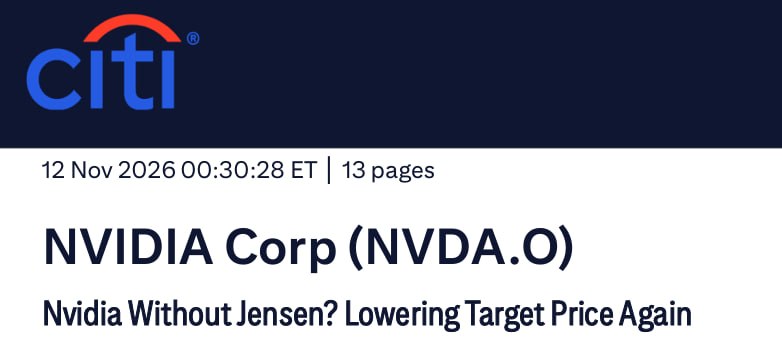 citi®
12 Nov 2026 00:30:28 ET | 13 pages
NVIDIA Corp (NVDA.O)
Nvidia Without Jensen? Lowering Target Price Again